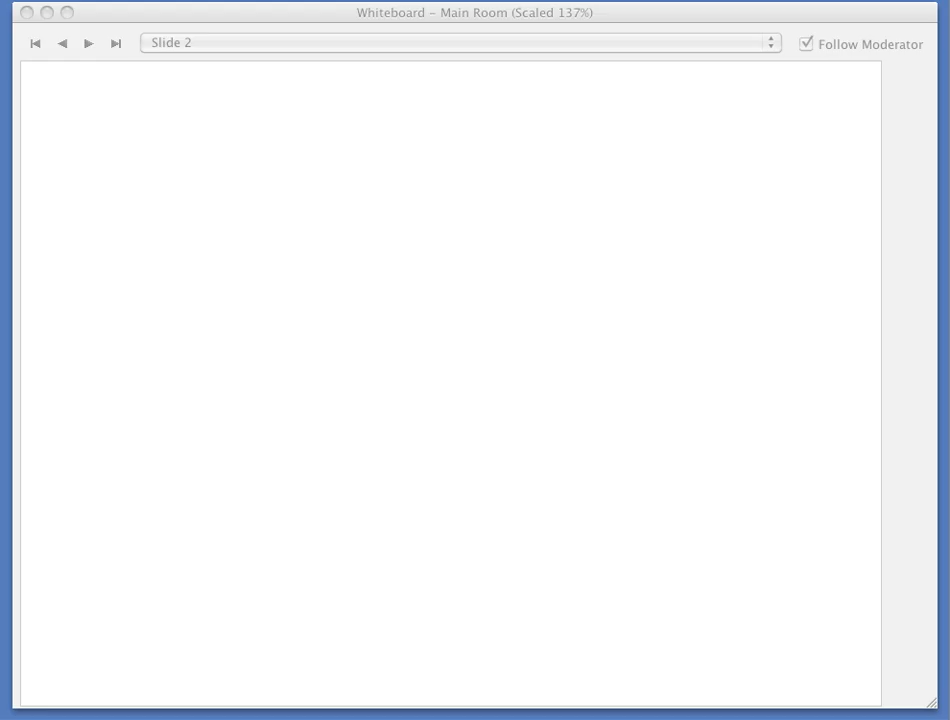 Whiteboard – Main Room (Scaled 137%)
Slide 2
Follow Moderator